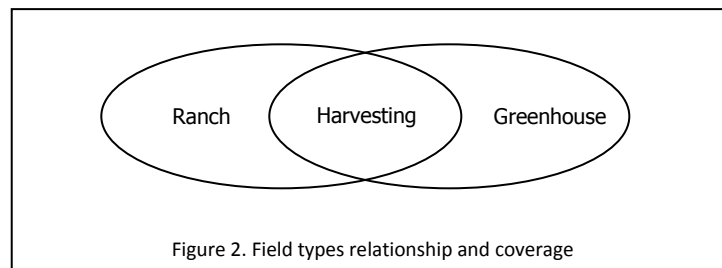 Ranch Harvesting Greenhouse
Figure 2. Field types relationship and coverage